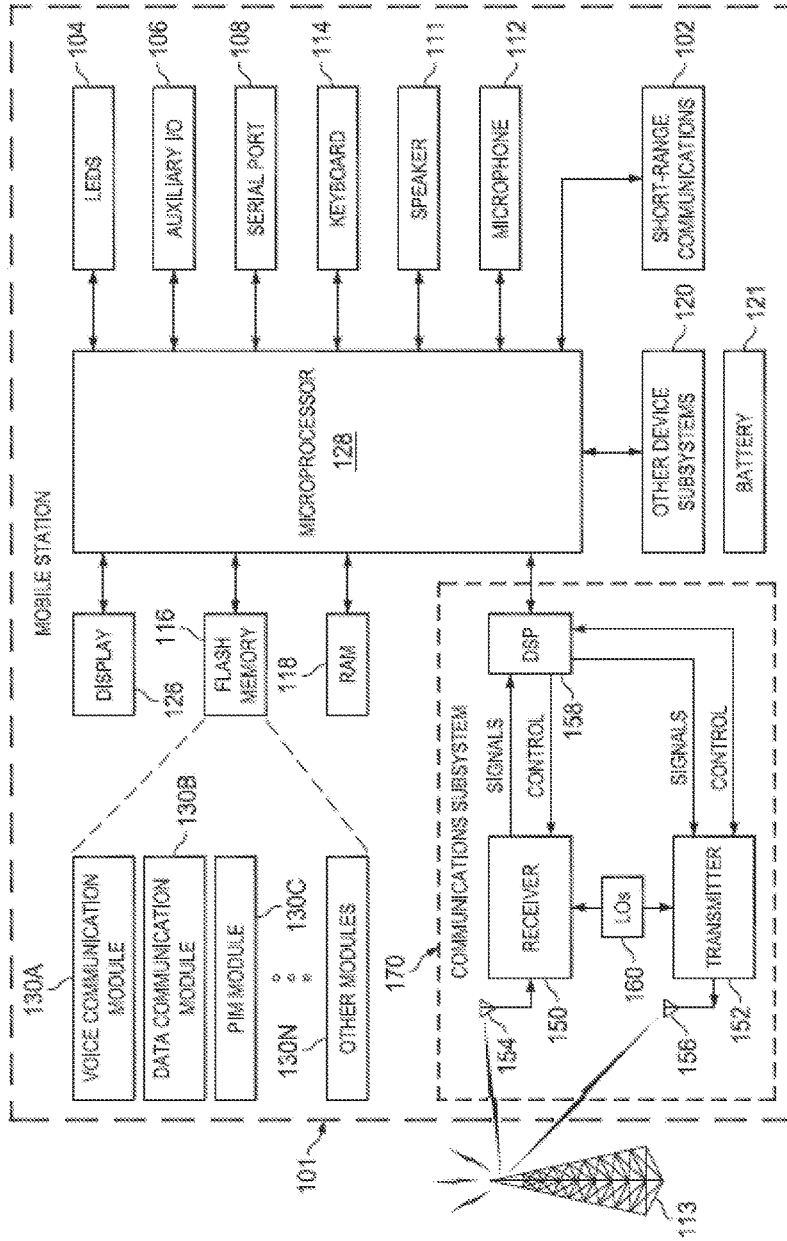 MOBILE STATION
101
113
VOICE COMMUNICATION
MODULE
130A
DATA COMMUNICATION
MODULE
130B
PIM MODULE
130C
130N
OTHER MODULES
DISPLAY
126
FLASH
MEMORY
116
118
RAM
MICROPROCESSOR
128
LEDS
104
AUXILIARY I/O
106
SERIAL PORT
108
KEYBOARD
114
SPEAKER
111
MICROPHONE
112
SHORT-RANGE
COMMUNICATIONS
102
OTHER DEVICE
SUBSYSTEMS
120
BATTERY
121
170
COMMUNICATIONS SUBSYSTEM
154
RECEIVER
150
SIGNALS
CONTROL
DSP
158
LOs
160
SIGNALS
CONTROL
156
TRANSMITTER
152